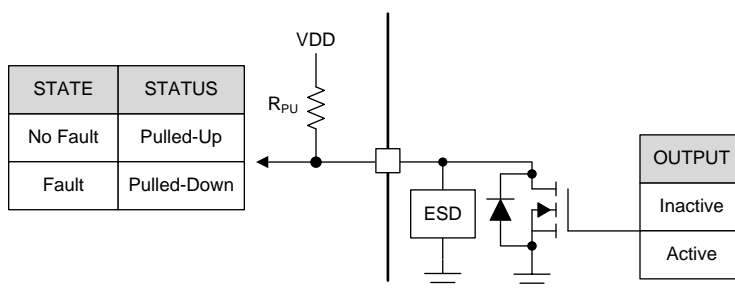 VDD
STATE STATUS
No Fault Pulled-Up
Fault Pulled-Down
RPU
ESD
OUTPUT
Inactive
Active